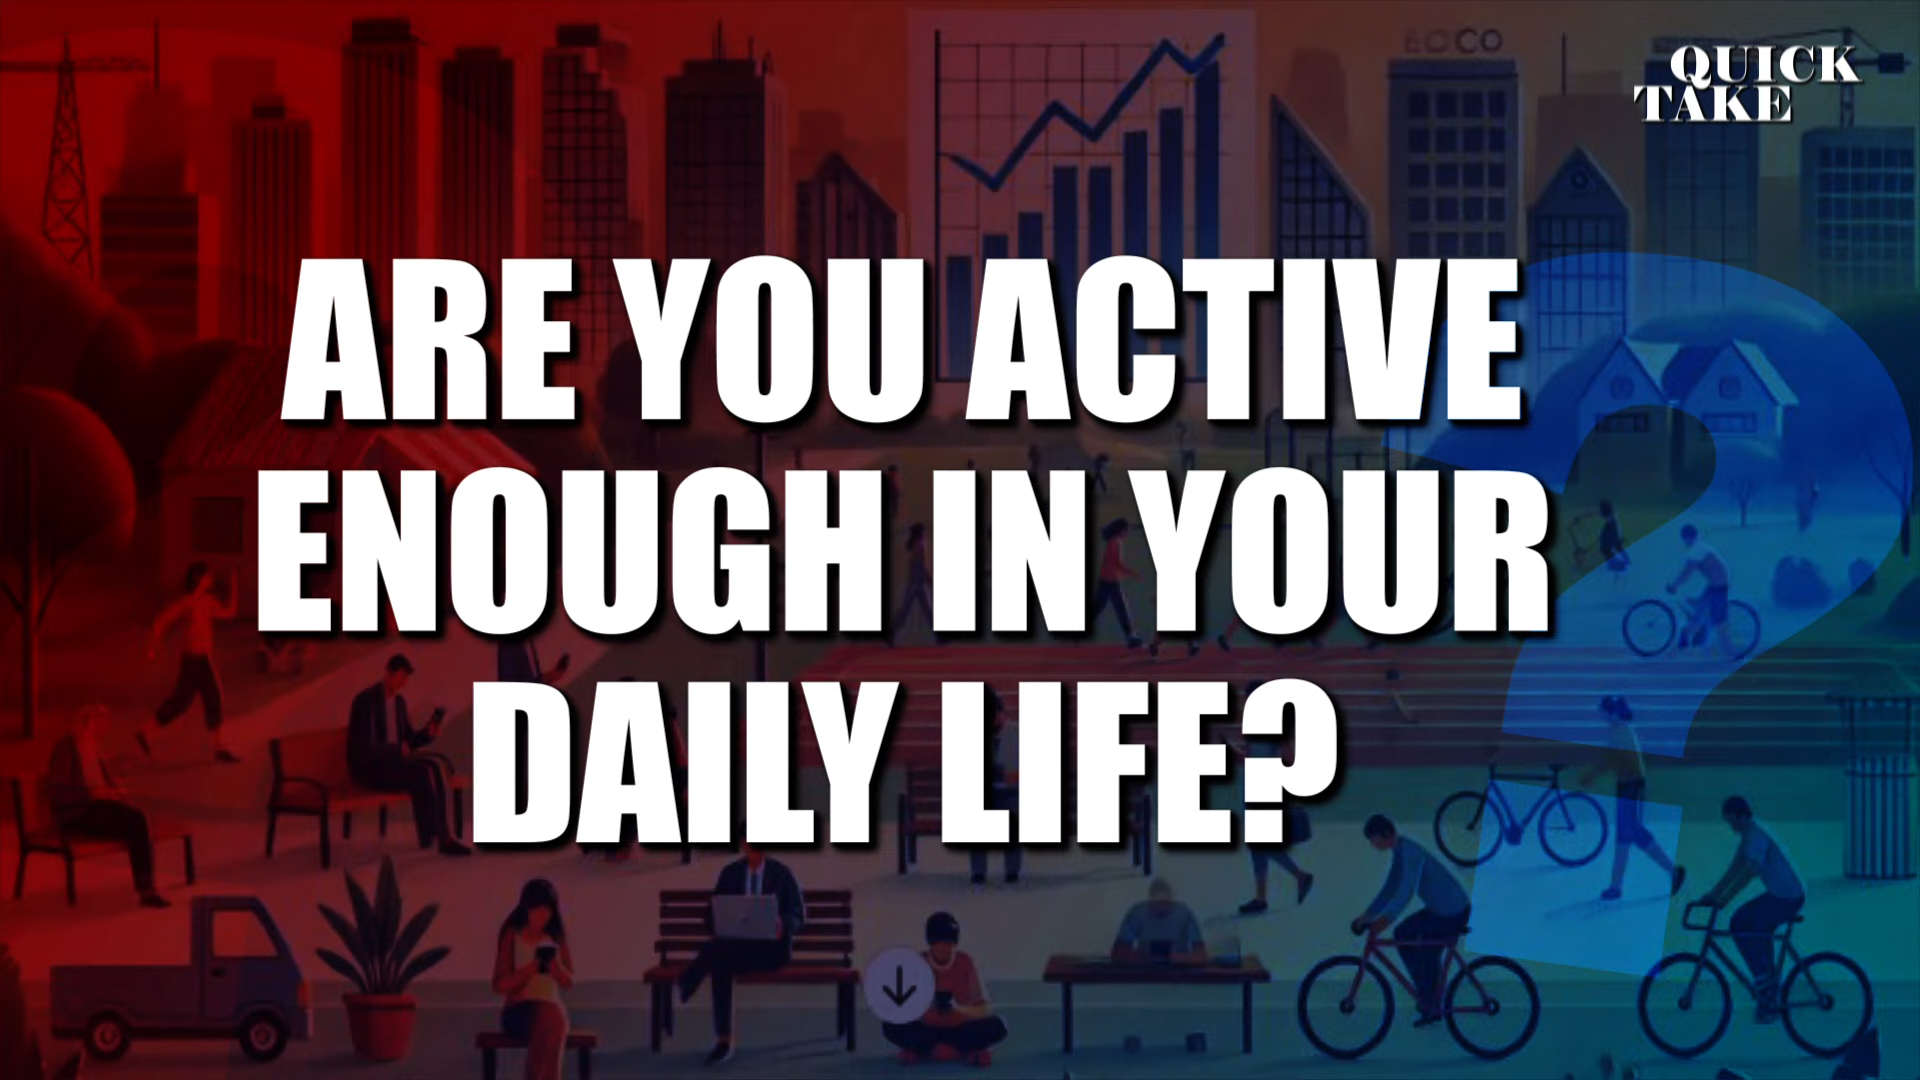 QUICK
TAKE
ARE YOU ACTIVE
ENOUGH IN YOUR
DAILY LIFE?